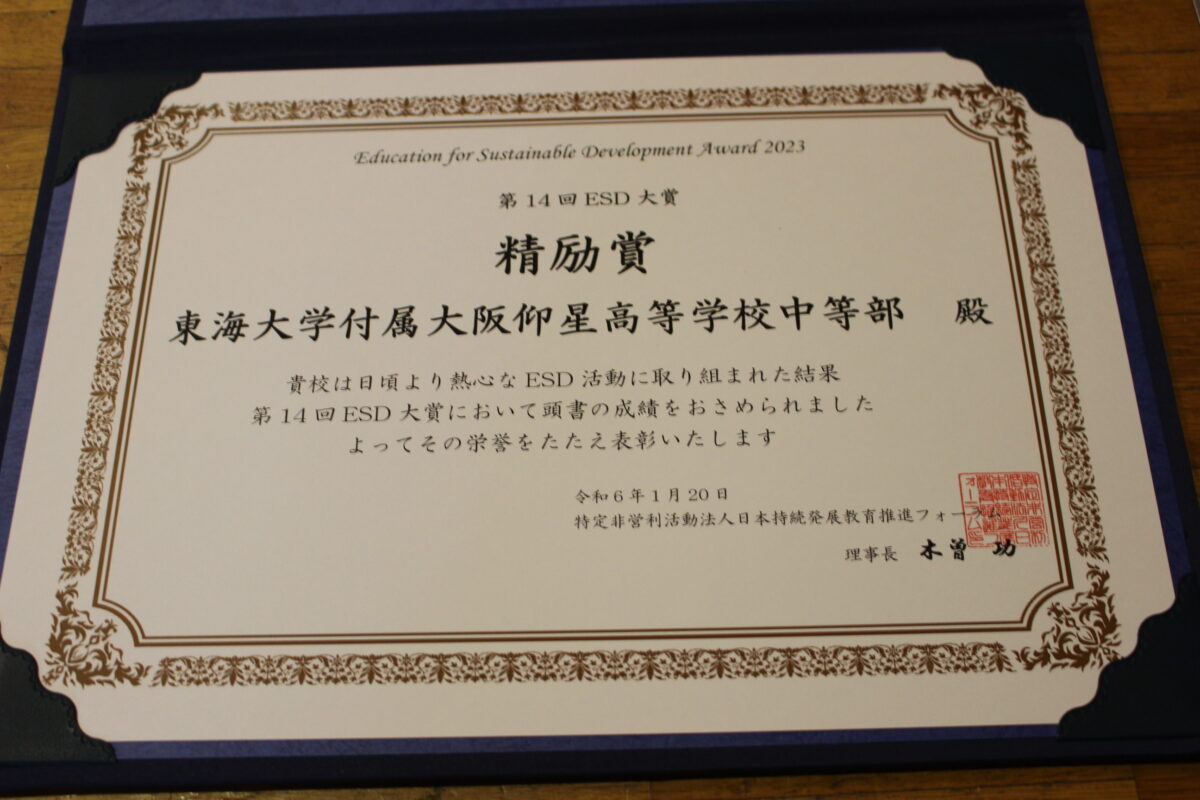 Education for Sustainable Development Award 2023
第14回ESD大賞
精励賞
東海大学付属大阪仰星高等学校中等部 殿
貴校は日頃より熱心なESD活動に取り組まれた結果
第14回ESD大賞において頭書の成績をおさめられました
よってその栄誉をたたえ表彰いたします
令和6年1月20日
特定非営利活動法人日本持続発展教育推進フォーラム
理事長 木曽 功